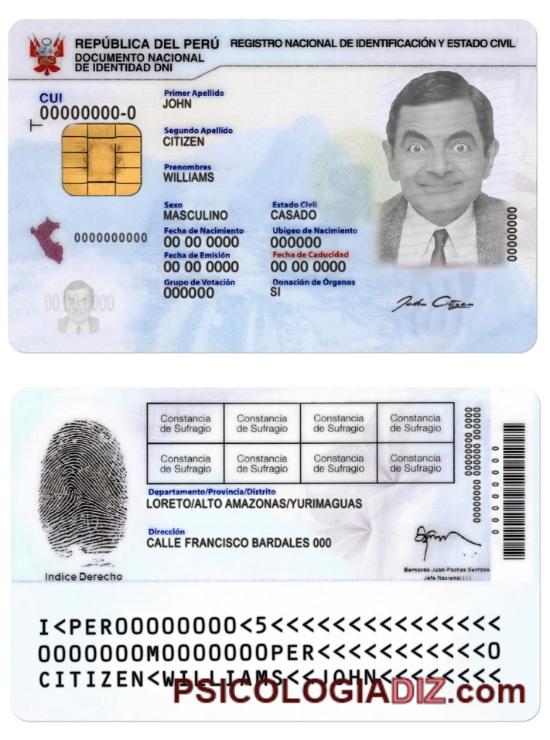 REPÚBLICA DEL PERÚ REGISTRO NACIONAL DE IDENTIFICACIÓN Y ESTADO CIVIL
DOCUMENTO NACIONAL
DE IDENTIDAD DNI
CUI
00000000-0
T
Primer Apellido
JOHN
Segundo Apellido
CITIZEN
Prenombres
WILLIAMS
Sexo Estado Civil
MASCULINO CASADO
Fecha de Nacimiento Ubigeo de Nacimiento
00 00 0000 000000
Fecha de Emisión Fecha de Caducidad
00 00 0000 00 00 0000
Grupo de Votación Donación de Órganos
000000 SI
0000000000
00000000
John Citizen
Constancia de Sufragio Constancia de Sufragio Constancia de Sufragio Constancia de Sufragio
Constancia de Sufragio Constancia de Sufragio Constancia de Sufragio Constancia de Sufragio
Departamento/Provincia/Distrito
LORETO/ALTO AMAZONAS/YURIMAGUAS
Dirección
CALLE FRANCISCO BARDALES 000
Indice Derecho
Jefe Nacional
I<PER00000000<5<<<<<<<<<<<<<<<
0000000M0000000PER<<<<<<<<<<<0
CITIZEN<WILLIAMS<<JOHN<<<<<<<<
PSICOLOGIADIZ.com